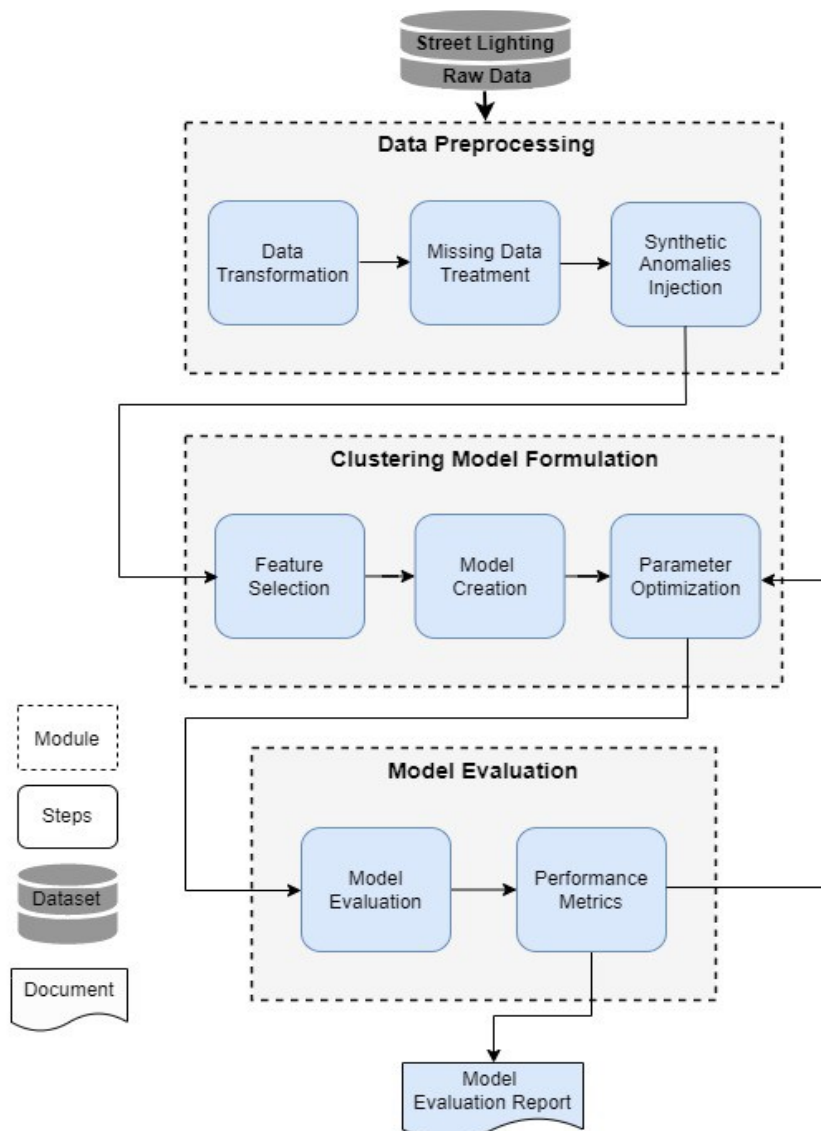 Street Lighting
Raw Data
Data Preprocessing
Data
Transformation
Missing Data
Treatment
Synthetic
Anomalies
Injection
Clustering Model Formulation
Feature
Selection
Model
Creation
Parameter
Optimization
Module
Steps
Dataset
Document
Model Evaluation
Model
Evaluation
Performance
Metrics
Model
Evaluation Report